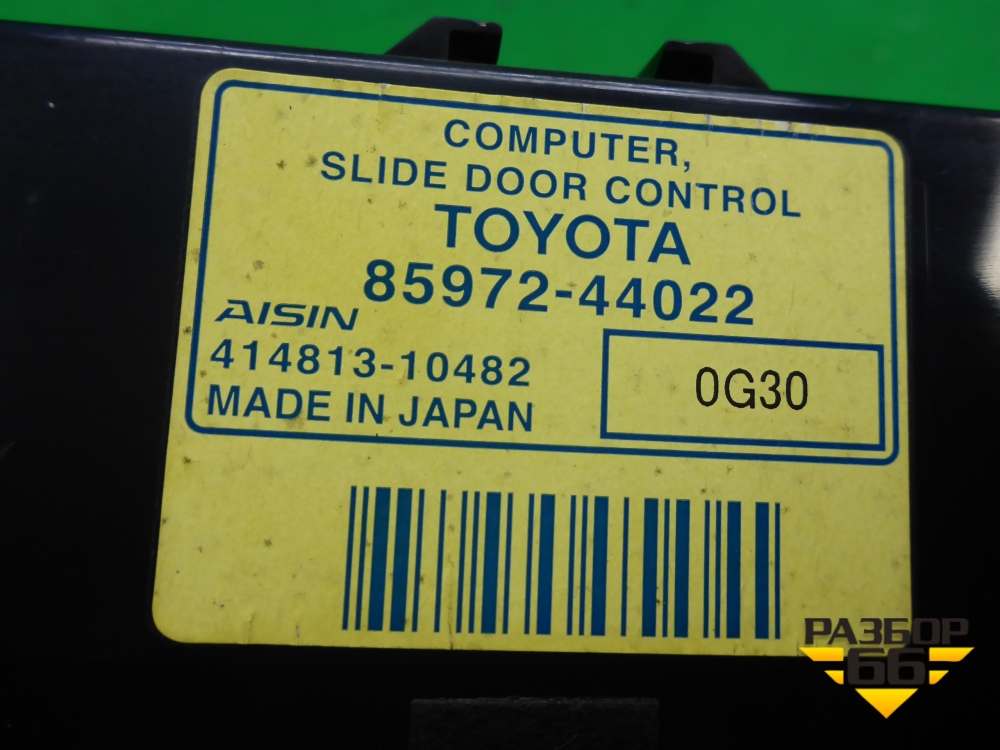 COMPUTER,
SLIDE DOOR CONTROL
TOYOTA
85972-44022
AISIN
414813-10482
0G30
MADE IN JAPAN
РАЗБОР
66